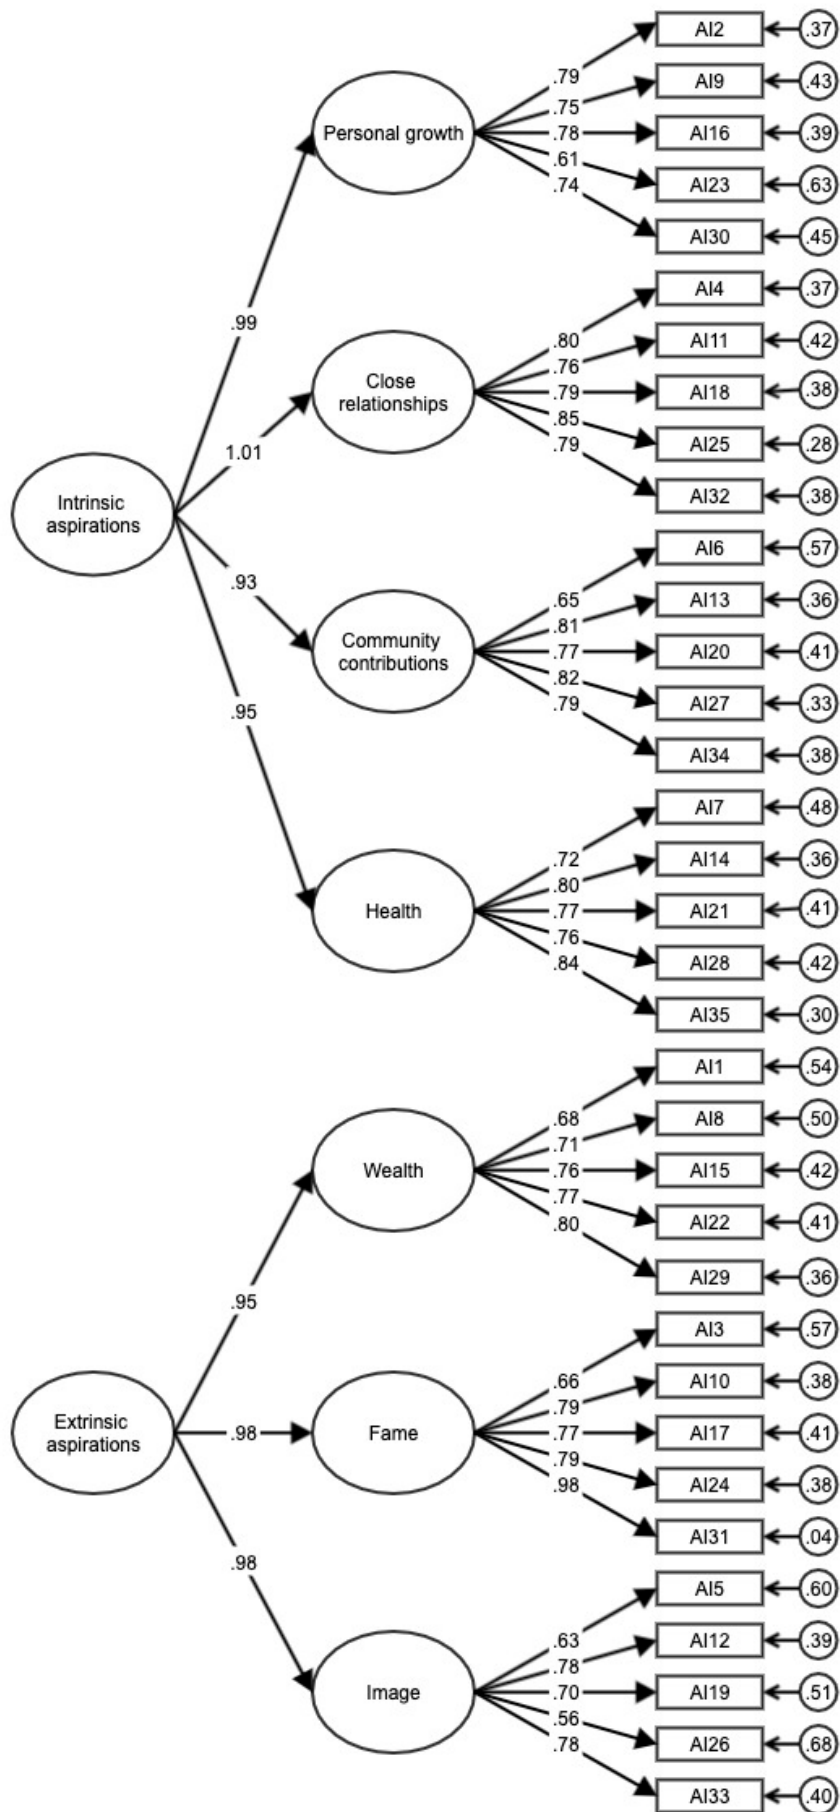 AI2
.37
.79
AI9
.43
.75
Personal growth
.78
AI16
.39
.61
AI23
.63
.74
AI30
.45
AI4
.37
.99
.80
AI11
.42
.76
Close
relationships
.79
AI18
.38
.85
AI25
.28
1.01
.79
AI32
.38
Intrinsic
aspirations
AI6
.57
.93
.65
AI13
.36
.81
Community
contributions
.77
AI20
.41
.82
AI27
.33
.95
.79
AI34
.38
AI7
.48
.72
AI14
.36
.80
Health
.77
AI21
.41
.76
AI28
.42
.84
AI35
.30
AI1
.54
.68
AI8
.50
.71
Wealth
.76
AI15
.42
.77
AI22
.41
.80
AI29
.36
.95
AI3
.57
.66
AI10
.38
.79
Extrinsic
aspirations
.98
Fame
.77
AI17
.41
.79
AI24
.38
.98
AI31
.04
.98
AI5
.60
.63
AI12
.39
.78
Image
.70
AI19
.51
.56
AI26
.68
.78
AI33
.40